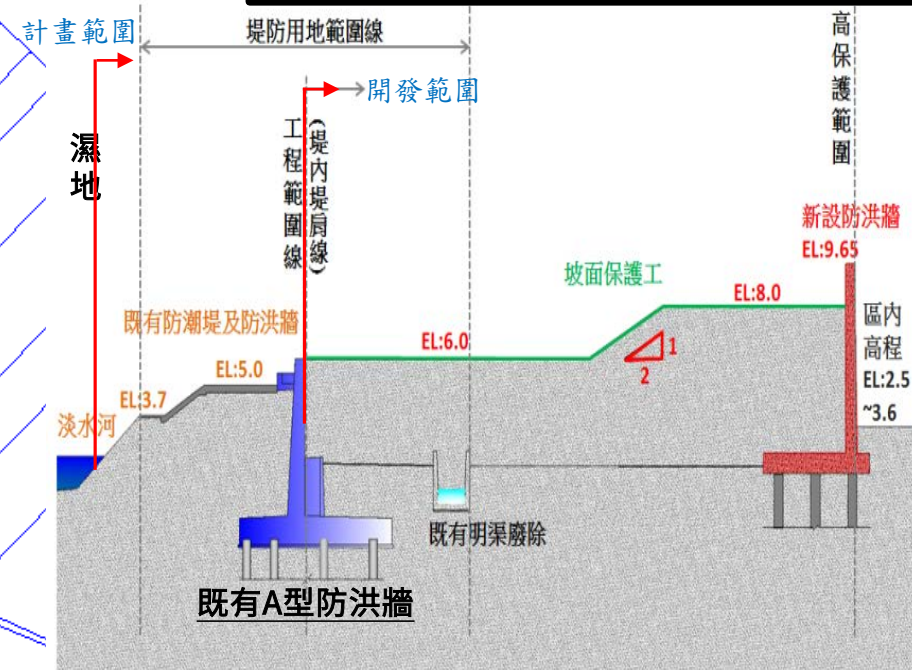 計畫範圍
堤防用地範圍線
高保護範圍
開發範圍
濕地
工程範圍線
(堤內堤肩線)
新設防洪牆
EL:9.65
坡面保護工
EL:8.0
既有防潮堤及防洪牆
EL:6.0
1
2
區內
高程
EL:2.5
~3.6
EL:5.0
EL:3.7
淡水河
既有明渠廢除
既有A型防洪牆